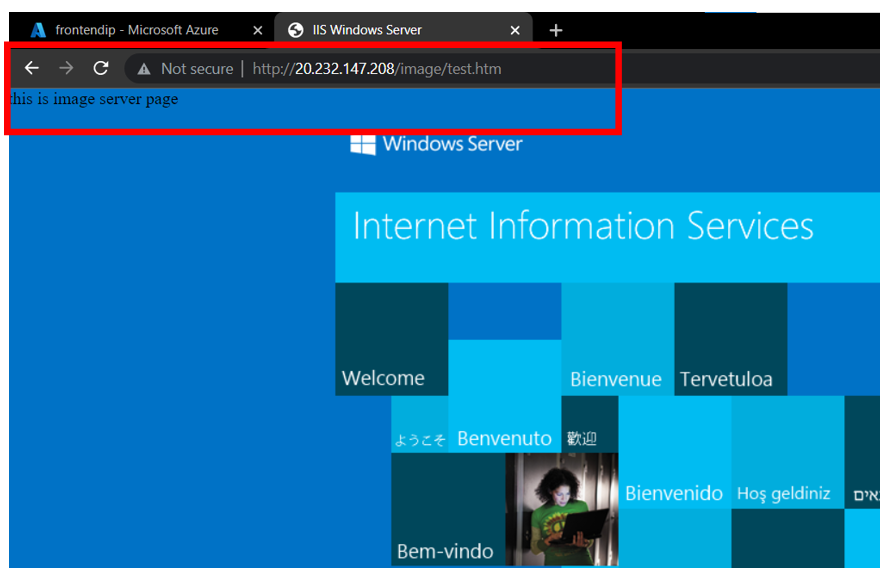 frontendip - Microsoft Azure
IIS Windows Server
Not secure | http://20.232.147.208/image/test.htm
this is image server page
Windows Server
Internet Information Services
Welcome
Bienvenue
Tervetuloa
ようこそ
Benvenuto
歡迎
Bienvenido
Hoş geldiniz
Bem-vindo